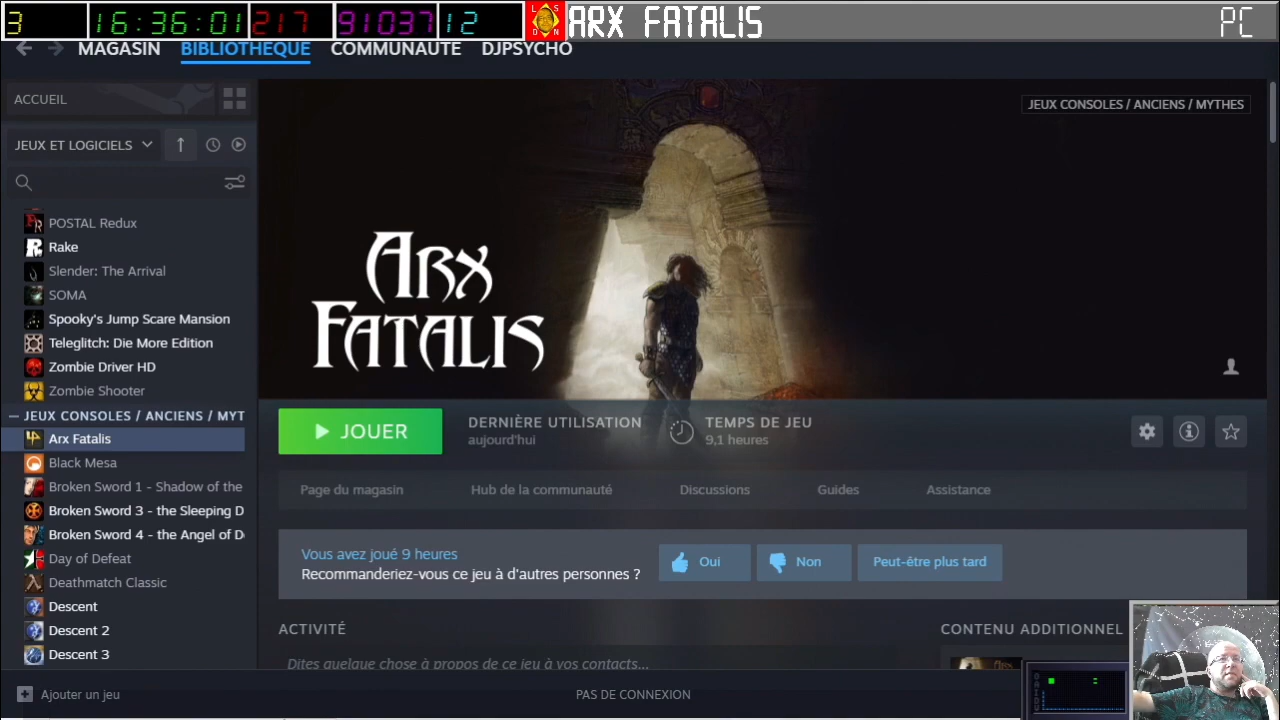 3 16:36:01 217 91037 12 ARX FATALIS PC
MAGASIN BIBLIOTHÈQUE COMMUNAUTÉ DJPSYCHO
ACCUEIL
JEUX CONSOLES / ANCIENS / MYTHES
JEUX ET LOGICIELS
POSTAL Redux
Rake
Slender: The Arrival
SOMA
Spooky's Jump Scare Mansion
Teleglitch: Die More Edition
Zombie Driver HD
Zombie Shooter
JEUX CONSOLES / ANCIENS / MYT
Arx Fatalis
Black Mesa
Broken Sword 1 - Shadow of the
Broken Sword 3 - the Sleeping D
Broken Sword 4 - the Angel of De
Day of Defeat
Deathmatch Classic
Descent
Descent 2
Descent 3
Ajouter un jeu
ARX
FATALIS
JOUER
DERNIÈRE UTILISATION
aujourd'hui
TEMPS DE JEU
9,1 heures
Page du magasin Hub de la communauté Discussions Guides Assistance
Vous avez joué 9 heures
Recommanderiez-vous ce jeu à d'autres personnes ?
Oui Non Peut-être plus tard
ACTIVITÉ
CONTENU ADDITIONNEL
Dites quelque chose à propos de ce jeu à vos contacts...
PAS DE CONNEXION